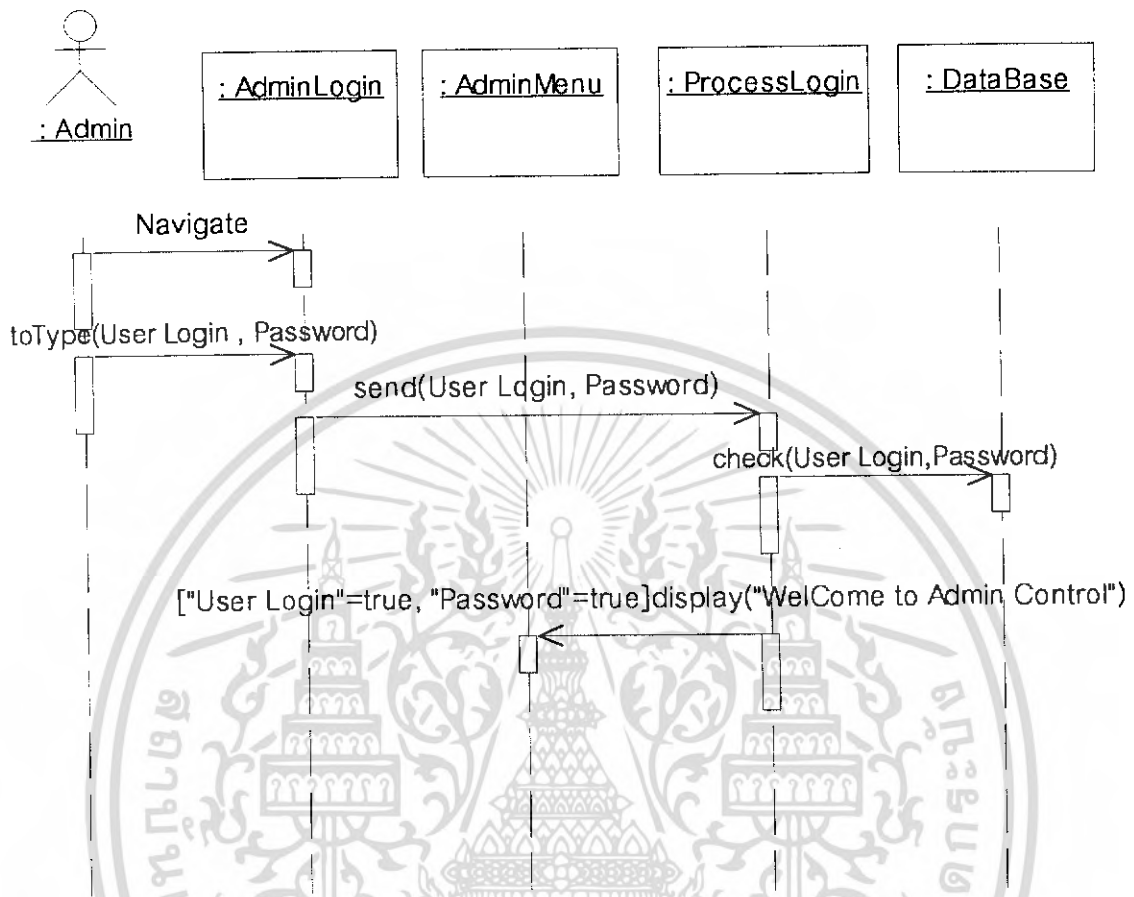 : Admin
: AdminLogin
: AdminMenu
: ProcessLogin
: DataBase
Navigate
toType(User Login , Password)
send(User Login, Password)
check(User Login,Password)
["User Login"=true, "Password"=true]display("WelCome to Admin Control")